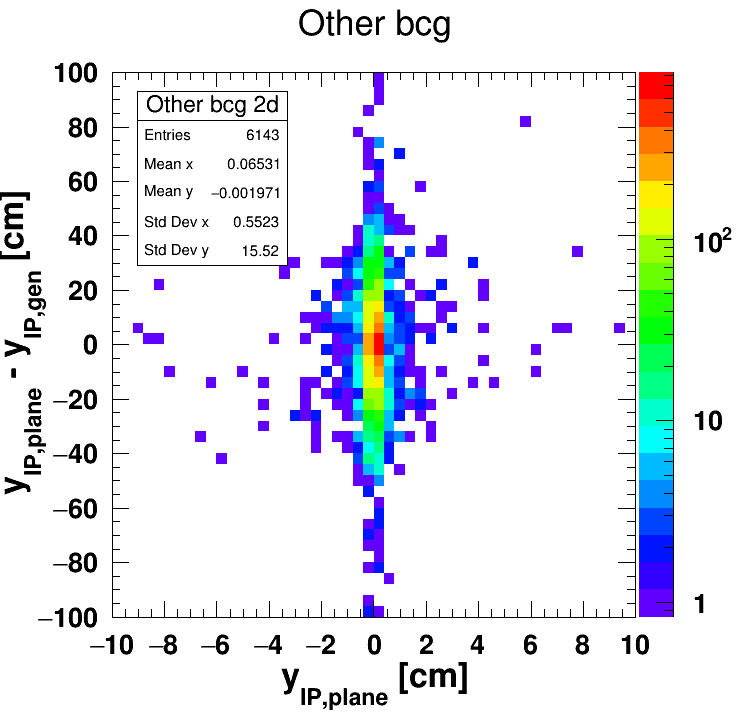 Other bcg
Other bcg 2d
Entries 6143
Mean x 0.06531
Mean y −0.001971
Std Dev x 0.5523
Std Dev y 15.52
y_IP,plane - y_IP,gen [cm]
100
80
60
40
20
0
−20
−40
−60
−80
−100
−10 −8 −6 −4 −2 0 2 4 6 8 10
y_IP,plane [cm]
10²
10
1